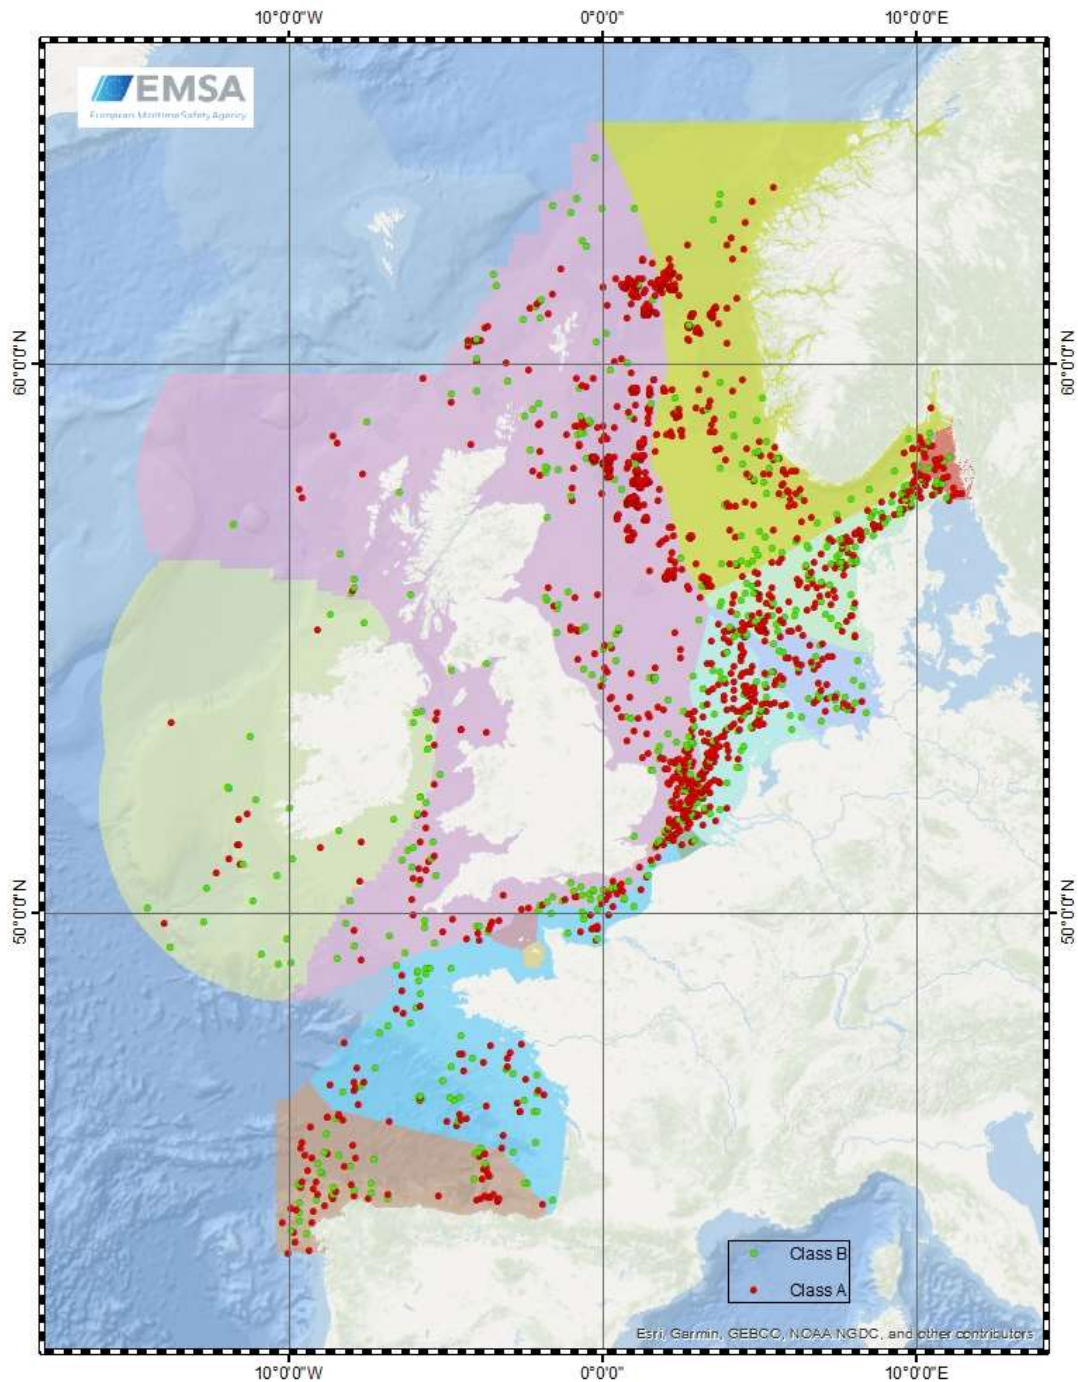 10°0'0"W 0°0'0" 10°0'0"E
EMSA
European Maritime Safety Agency
60°0'0"N 60°0'0"N
50°0'0"N 50°0'0"N
Class B
Class A
Esri, Garmin, GEBCO, NOAA NGDC, and other contributors
10°0'0"W 0°0'0" 10°0'0"E